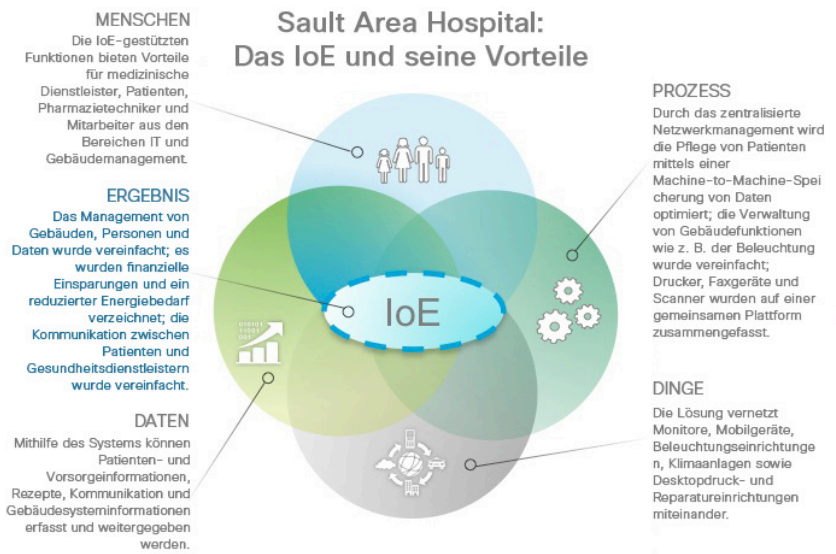 Sault Area Hospital:
Das IoE und seine Vorteile
MENSCHEN
Die IoE-gestützten
Funktionen bieten Vorteile
für medizinische
Dienstleister, Patienten,
Pharmazietechniker und
Mitarbeiter aus den
Bereichen IT und
Gebäudemanagement.
ERGEBNIS
Das Management von
Gebäuden, Personen und
Daten wurde vereinfacht; es
wurden finanzielle
Einsparungen und ein
reduzierter Energiebedarf
verzeichnet; die
Kommunikation zwischen
Patienten und
Gesundheitsdienstleistern
wurde vereinfacht.
DATEN
Mithilfe des Systems können
Patienten- und
Vorsorgeinformationen,
Rezepte, Kommunikation und
Gebäudesysteminformationen
erfasst und weitergegeben
werden.
IoE
010101
11001
001
PROZESS
Durch das zentralisierte
Netzwerkmanagement wird
die Pflege von Patienten
mittels einer
Machine-to-Machine-Spei
cherung von Daten
optimiert; die Verwaltung
von Gebäudefunktionen
wie z. B. der Beleuchtung
wurde vereinfacht;
Drucker, Faxgeräte und
Scanner wurden auf einer
gemeinsamen Plattform
zusammengefasst.
DINGE
Die Lösung vernetzt
Monitore, Mobilgeräte,
Beleuchtungseinrichtunge
n, Klimaanlagen sowie
Desktopdruck- und
Reparatureinrichtungen
miteinander.